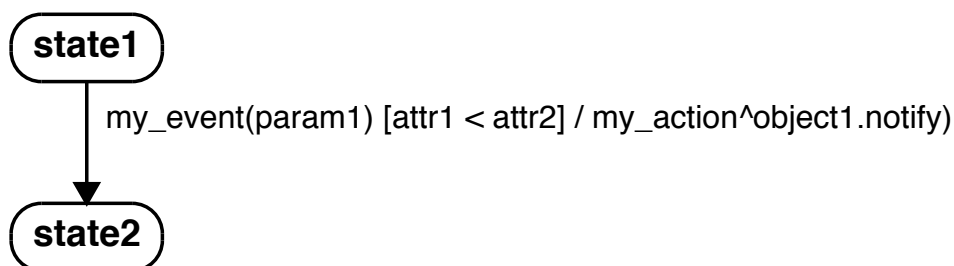 state1
my_event(param1) [attr1 < attr2] / my_action^object1.notify)
state2